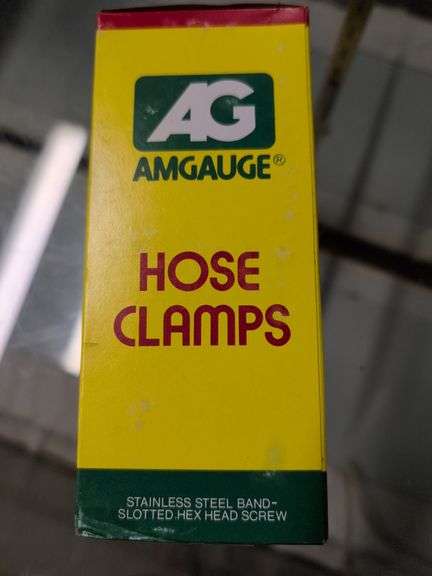 AG
AMGAUGE®
HOSE
CLAMPS
STAINLESS STEEL BAND-
SLOTTED HEX HEAD SCREW